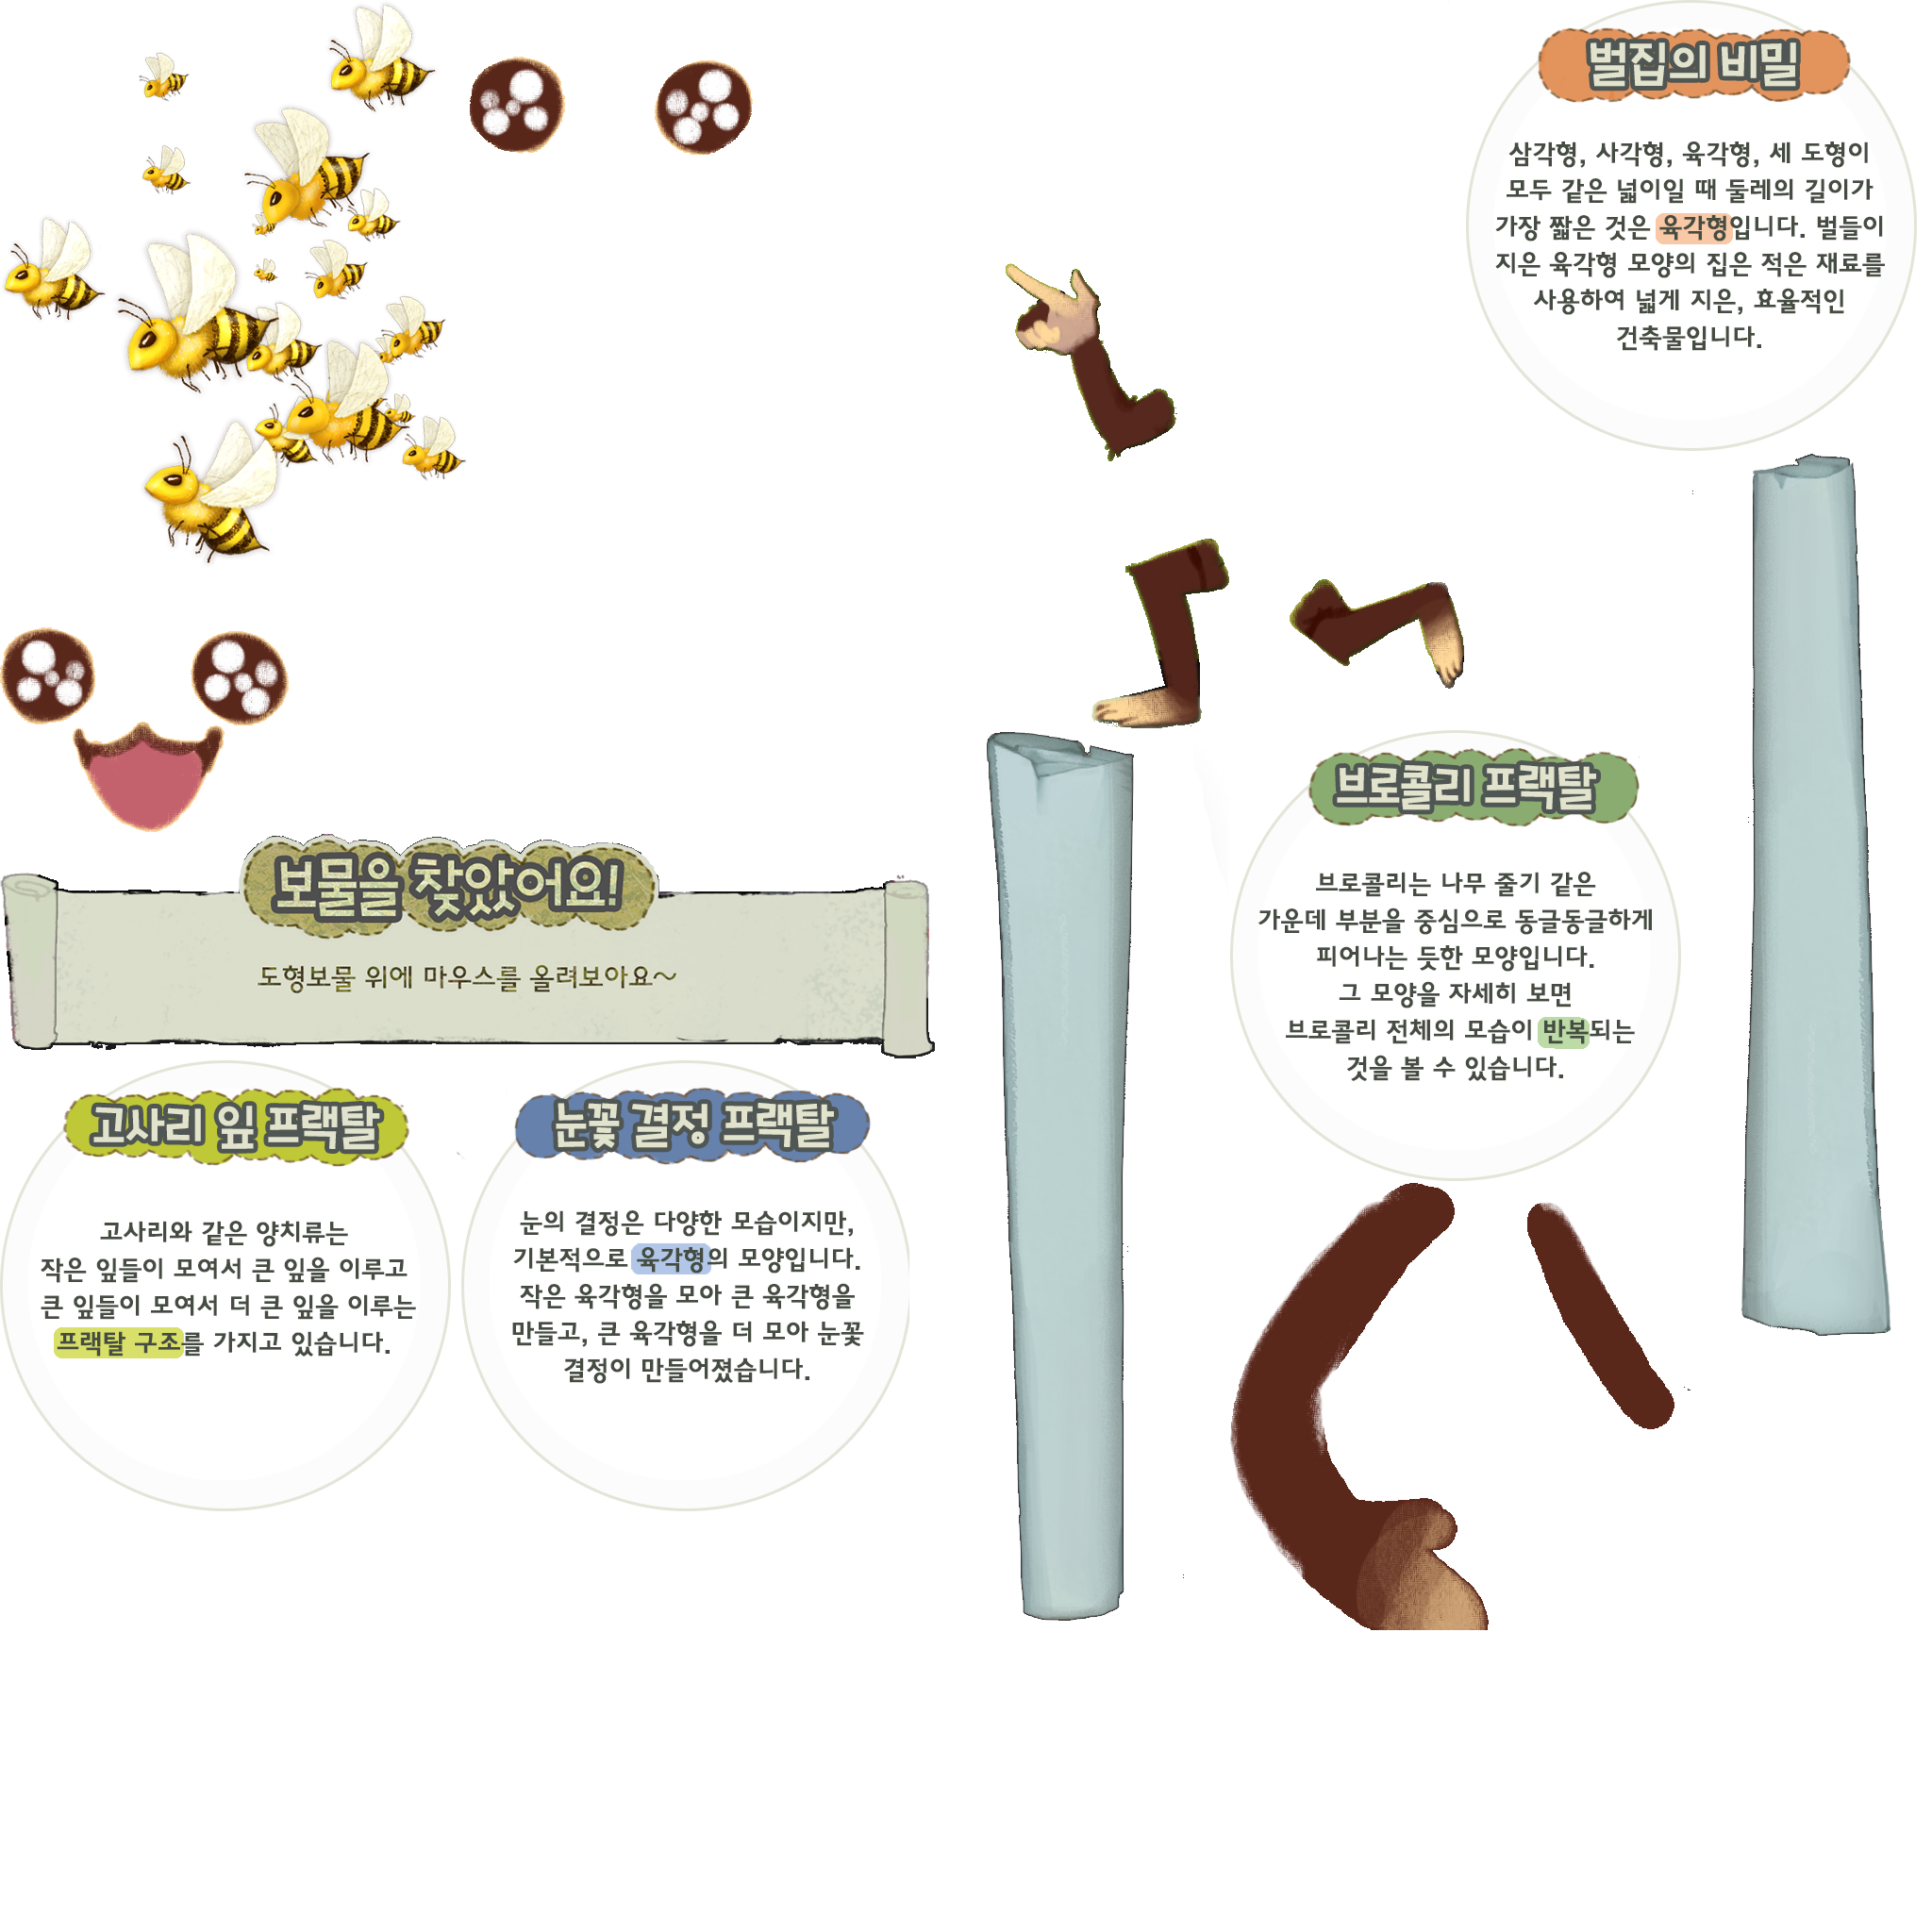 벌집의 비밀
삼각형, 사각형, 육각형, 세 도형이
모두 같은 넓이일 때 둘레의 길이가
가장 짧은 것은 육각형입니다. 벌들이
지은 육각형 모양의 집은 적은 재료를
사용하여 넓게 지은, 효율적인
건축물입니다.
브로콜리 프랙탈
브로콜리는 나무 줄기 같은
가운데 부분을 중심으로 동글동글하게
피어나는 듯한 모양입니다.
그 모양을 자세히 보면
브로콜리 전체의 모습이 반복되는
것을 볼 수 있습니다.
보물을 찾았어요!
도형보물 위에 마우스를 올려보아요~
고사리 잎 프랙탈
고사리와 같은 양치류는
작은 잎들이 모여서 큰 잎을 이루고
큰 잎들이 모여서 더 큰 잎을 이루는
프랙탈 구조를 가지고 있습니다.
눈꽃 결정 프랙탈
눈의 결정은 다양한 모습이지만,
기본적으로 육각형의 모양입니다.
작은 육각형을 모아 큰 육각형을
만들고, 큰 육각형을 더 모아 눈꽃
결정이 만들어졌습니다.